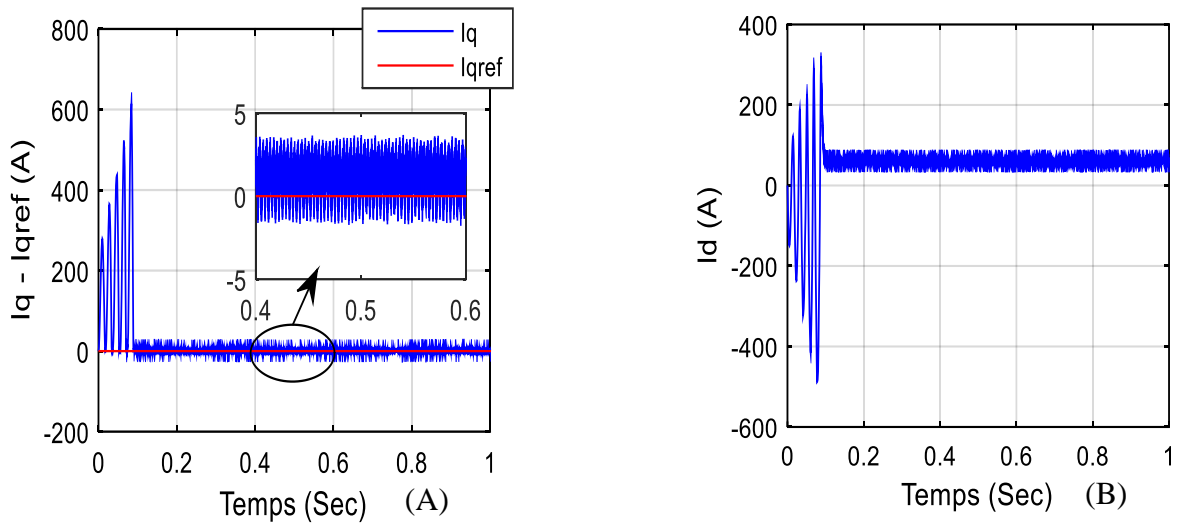 800
600
400
200
0
-200
Iq - Iqref (A)
0 0.2 0.4 0.6 0.8 1
Temps (Sec) (A)
Iq
Iqref
5
0
-5
0.4 0.5 0.6
400
200
0
-200
-400
-600
Id (A)
0 0.2 0.4 0.6 0.8 1
Temps (Sec) (B)